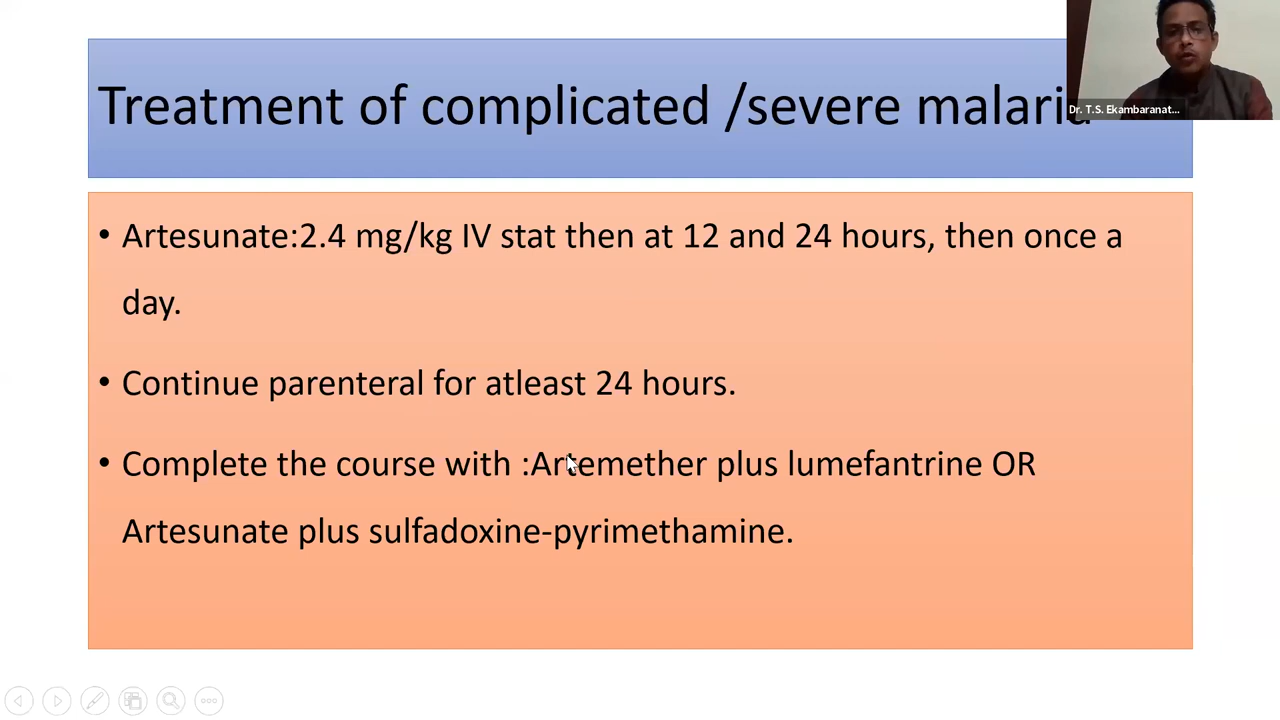 Treatment of complicated /severe malaria
Dr. T.S. Ekambaranat...
• Artesunate:2.4 mg/kg IV stat then at 12 and 24 hours, then once a
day.
• Continue parenteral for atleast 24 hours.
• Complete the course with :Artemether plus lumefantrine OR
Artesunate plus sulfadoxine-pyrimethamine.